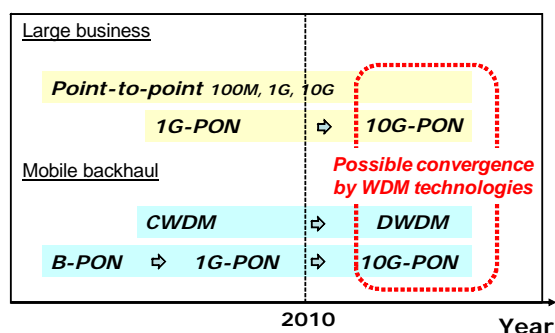 Large business
Point-to-point 100M, 1G, 10G
1G-PON ⇨ 10G-PON
Possible convergence
by WDM technologies
Mobile backhaul
CWDM ⇨ DWDM
B-PON ⇨ 1G-PON ⇨ 10G-PON
2010
Year